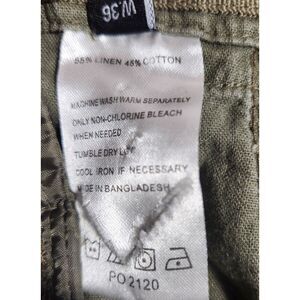 W.36
55% LINEN 45% COTTON
MACHINE WASH WARM SEPARATELY
ONLY NON-CHLORINE BLEACH
WHEN NEEDED
TUMBLE DRY LOW
COOL IRON IF NECESSARY
MADE IN BANGLADESH
PO 2120